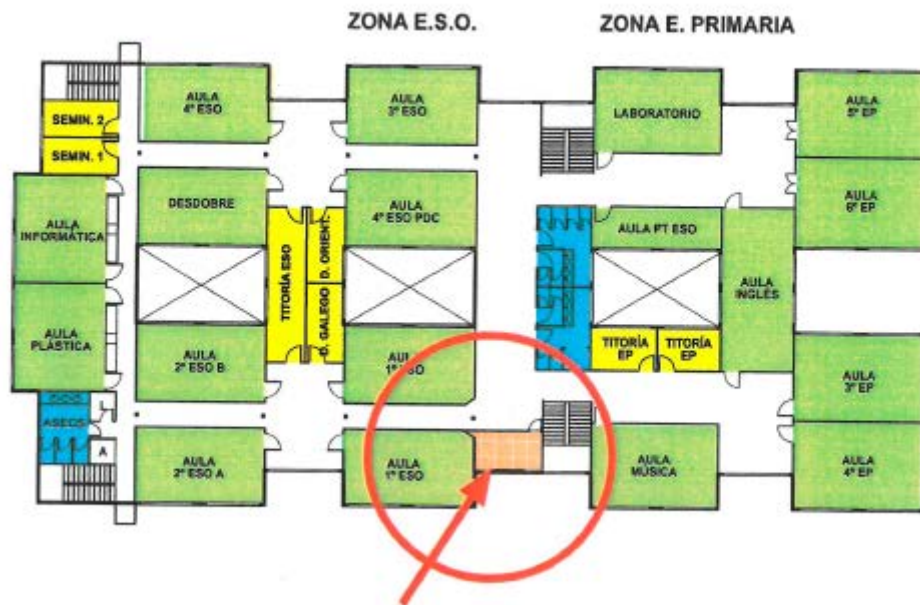 ZONA E.S.O.
ZONA E. PRIMARIA
AULA
4º ESO
AULA
3º ESO
LABORATORIO
AULA
5º EP
SEMIN. 2
SEMIN. 1
DESDOBRE
AULA
4º ESO PDC
AULA PT ESO
AULA
6º EP
AULA
INFORMÁTICA
TITORÍA ESO
D. ORIENT.
D. GALEGO
AULA
INGLÉS
AULA
PLÁSTICA
AULA
2º ESO B
AULA
1º ESO
TITORÍA
EP
TITORÍA
EP
AULA
3º EP
ASEOS
A
AULA
2º ESO A
AULA
1º ESO
AULA
MÚSICA
AULA
4º EP